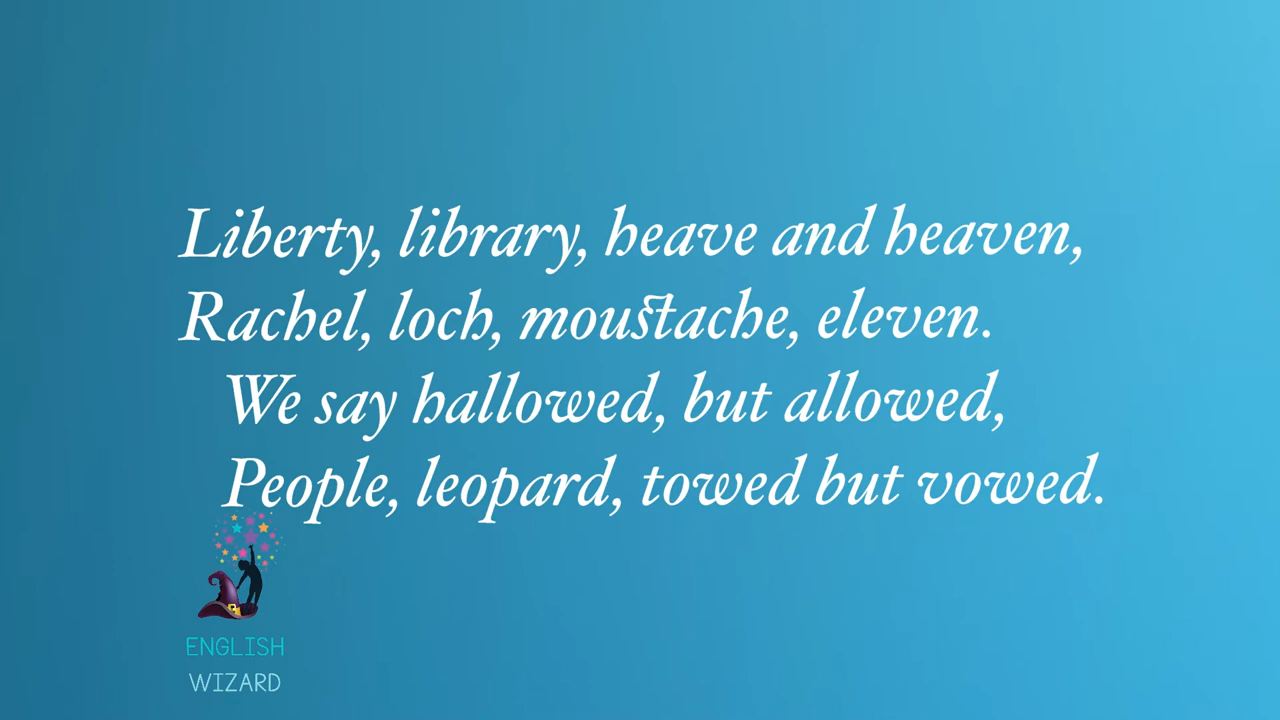 Liberty, library, heave and heaven,
Rachel, loch, moustache, eleven.
We say hallowed, but allowed,
People, leopard, towed but vowed.
ENGLISH
WIZARD